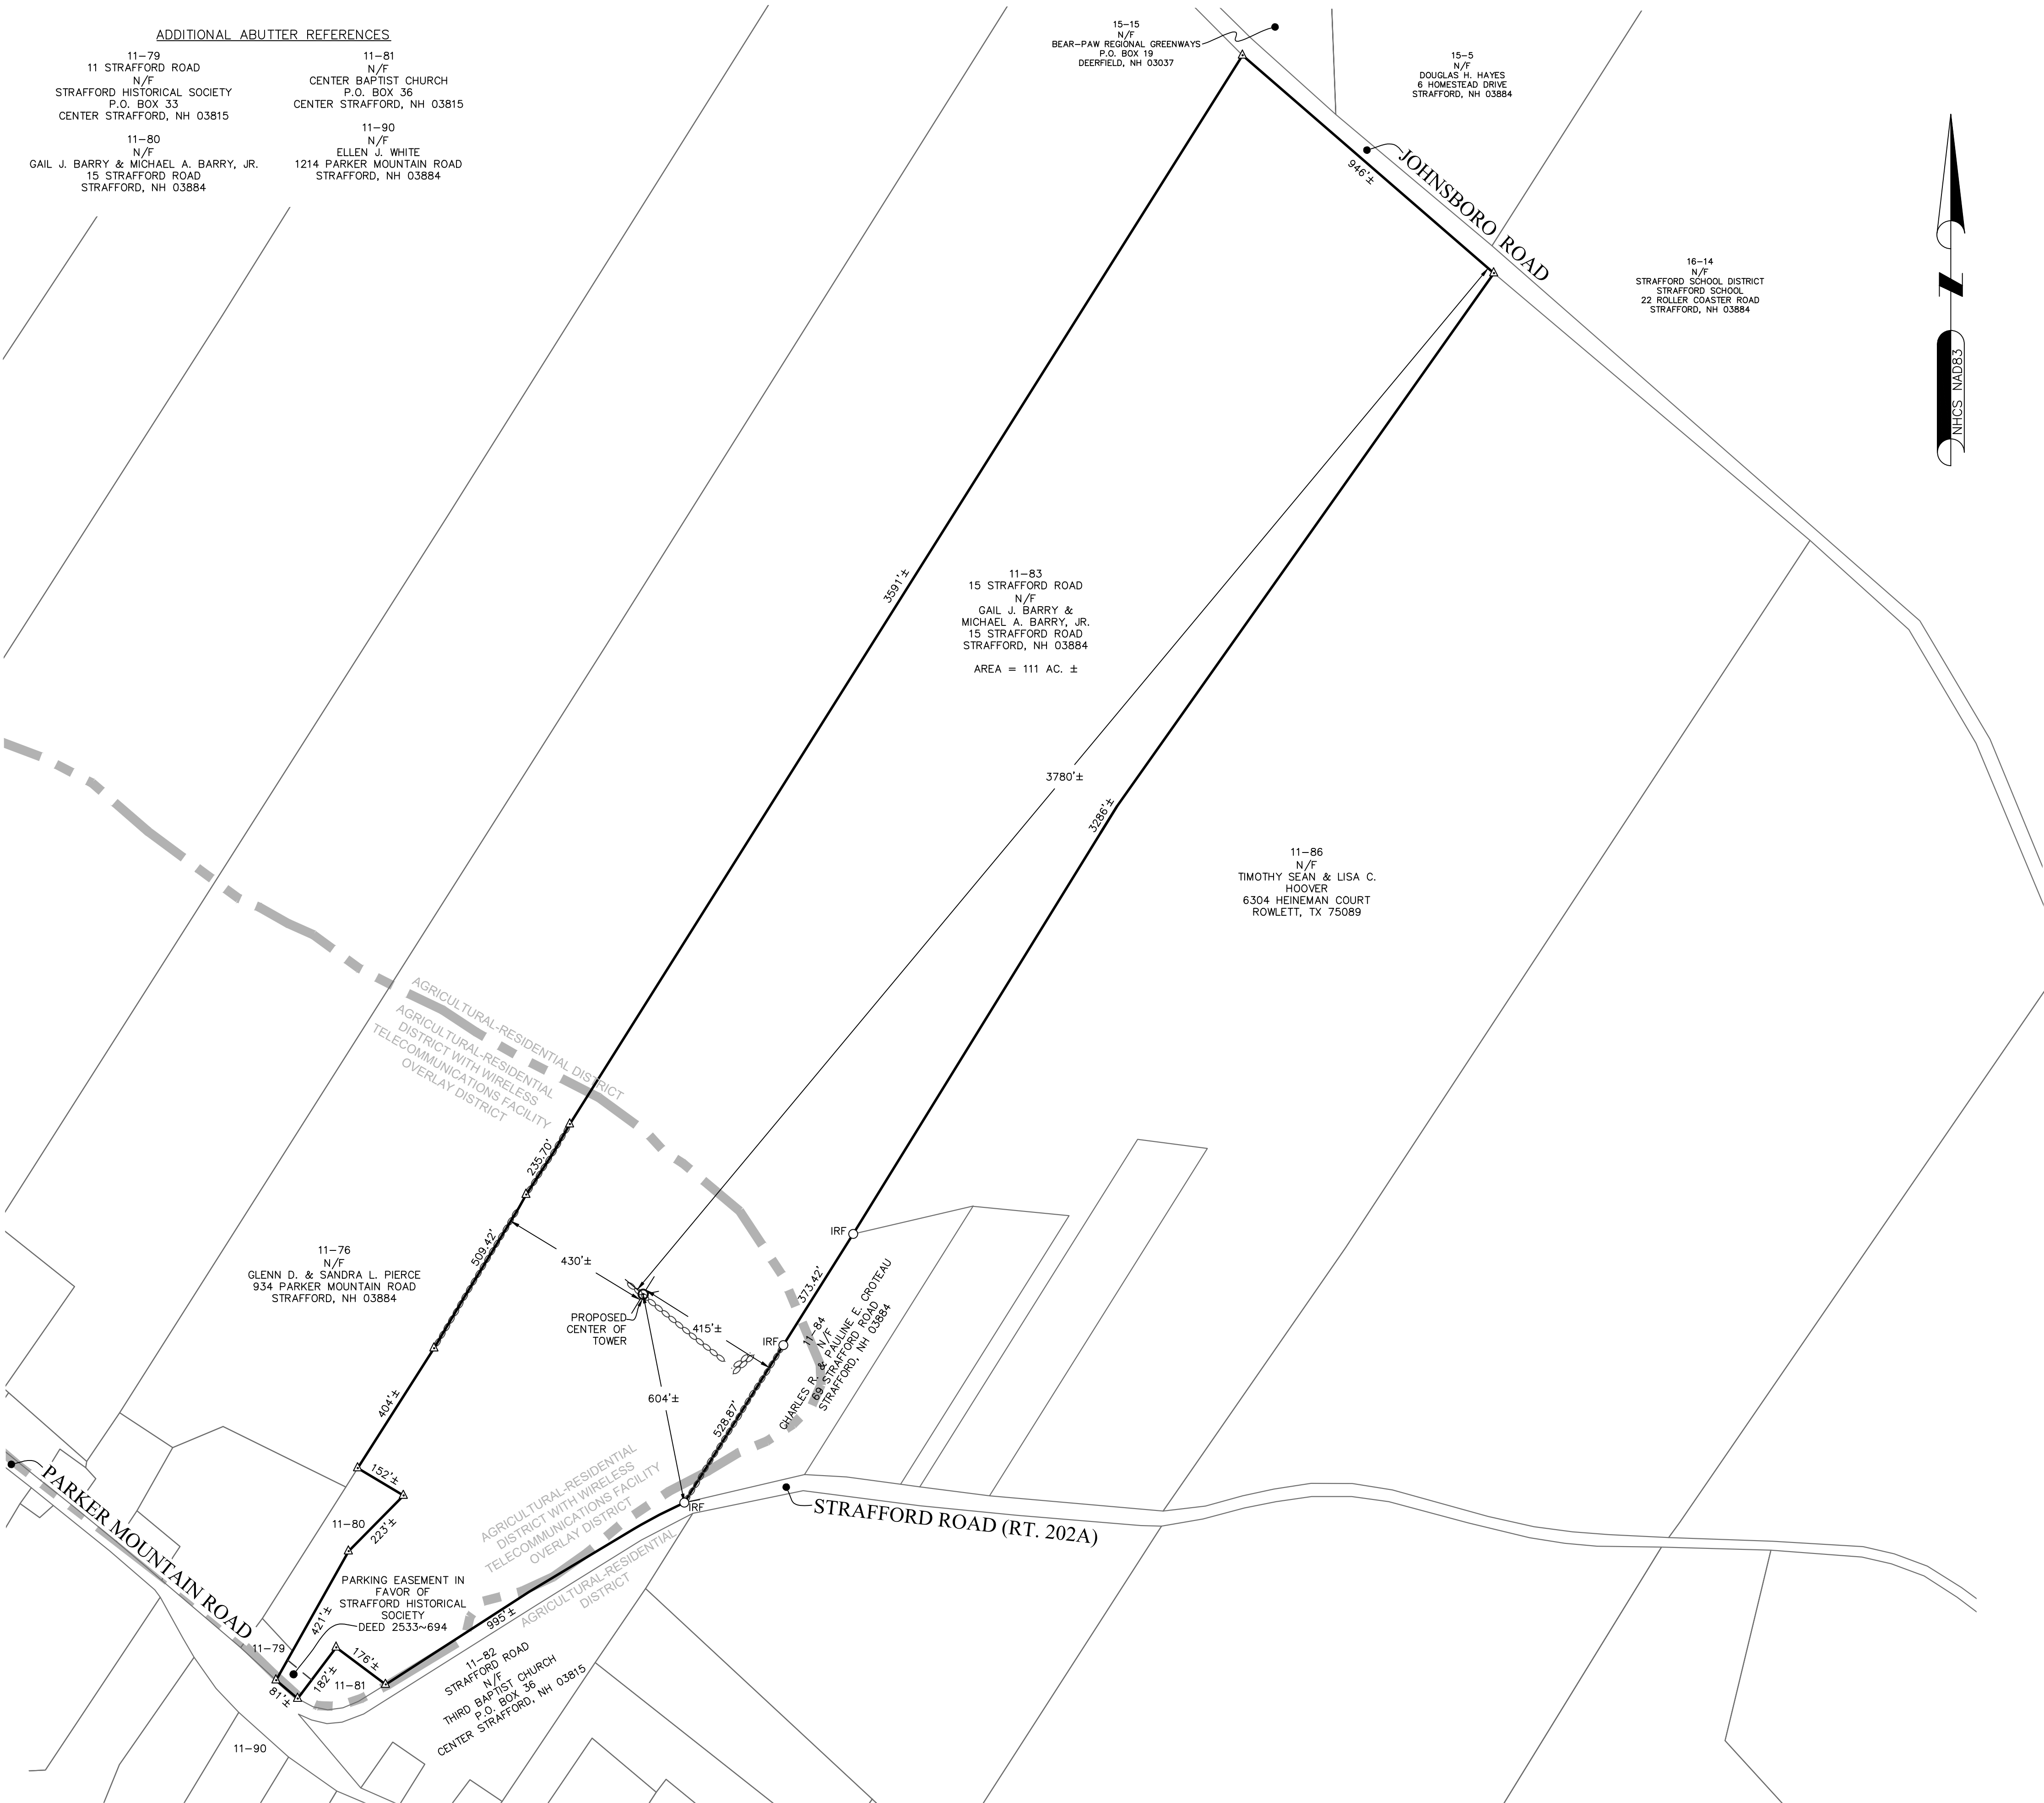 ADDITIONAL ABUTTER REFERENCES
11-79
11 STRAFFORD ROAD
N/F
STRAFFORD HISTORICAL SOCIETY
P.O. BOX 33
CENTER STRAFFORD, NH 03815
11-80
N/F
GAIL J. BARRY & MICHAEL A. BARRY, JR.
15 STRAFFORD ROAD
STRAFFORD, NH 03884
11-81
N/F
CENTER BAPTIST CHURCH
P.O. BOX 36
CENTER STRAFFORD, NH 03815
11-90
N/F
ELLEN J. WHITE
1214 PARKER MOUNTAIN ROAD
STRAFFORD, NH 03884
15-15
N/F
BEAR-PAW REGIONAL GREENWAYS
P.O. BOX 19
DEERFIELD, NH 03037
15-5
N/F
DOUGLAS H. HAYES
6 HOMESTEAD DRIVE
STRAFFORD, NH 03884
946'±
JOHNSBORO ROAD
16-14
N/F
STRAFFORD SCHOOL DISTRICT
STRAFFORD SCHOOL
22 ROLLER COASTER ROAD
STRAFFORD, NH 03884
N
NHCS NAD83
3591'±
11-83
15 STRAFFORD ROAD
N/F
GAIL J. BARRY &
MICHAEL A. BARRY, JR.
15 STRAFFORD ROAD
STRAFFORD, NH 03884
AREA = 111 AC. ±
3780'±
3286'±
11-86
N/F
TIMOTHY SEAN & LISA C.
HOOVER
6304 HEINEMAN COURT
ROWLETT, TX 75089
AGRICULTURAL-RESIDENTIAL DISTRICT
AGRICULTURAL-RESIDENTIAL
DISTRICT WITH WIRELESS
TELECOMMUNICATIONS FACILITY
OVERLAY DISTRICT
235.70'
509.42'
11-76
N/F
GLENN D. & SANDRA L. PIERCE
934 PARKER MOUNTAIN ROAD
STRAFFORD, NH 03884
430'±
PROPOSED
CENTER OF
TOWER
415'±
604'±
IRF
373.42'
IRF
11-84
N/F
CHARLES R. & PAULINE E. CROTEAU
69 STRAFFORD ROAD
STRAFFORD, NH 03884
528.87'
IRF
404'±
152'±
11-80
223'±
421'±
PARKER MOUNTAIN ROAD
PARKING EASEMENT IN
FAVOR OF
STRAFFORD HISTORICAL
SOCIETY
DEED 2533~694
11-79
81'±
182'±
176'±
11-81
995'±
AGRICULTURAL-RESIDENTIAL
DISTRICT WITH WIRELESS
TELECOMMUNICATIONS FACILITY
OVERLAY DISTRICT
AGRICULTURAL-RESIDENTIAL
DISTRICT
STRAFFORD ROAD (RT. 202A)
11-82
STRAFFORD ROAD
N/F
THIRD BAPTIST CHURCH
P.O. BOX 36
CENTER STRAFFORD, NH 03815
11-90